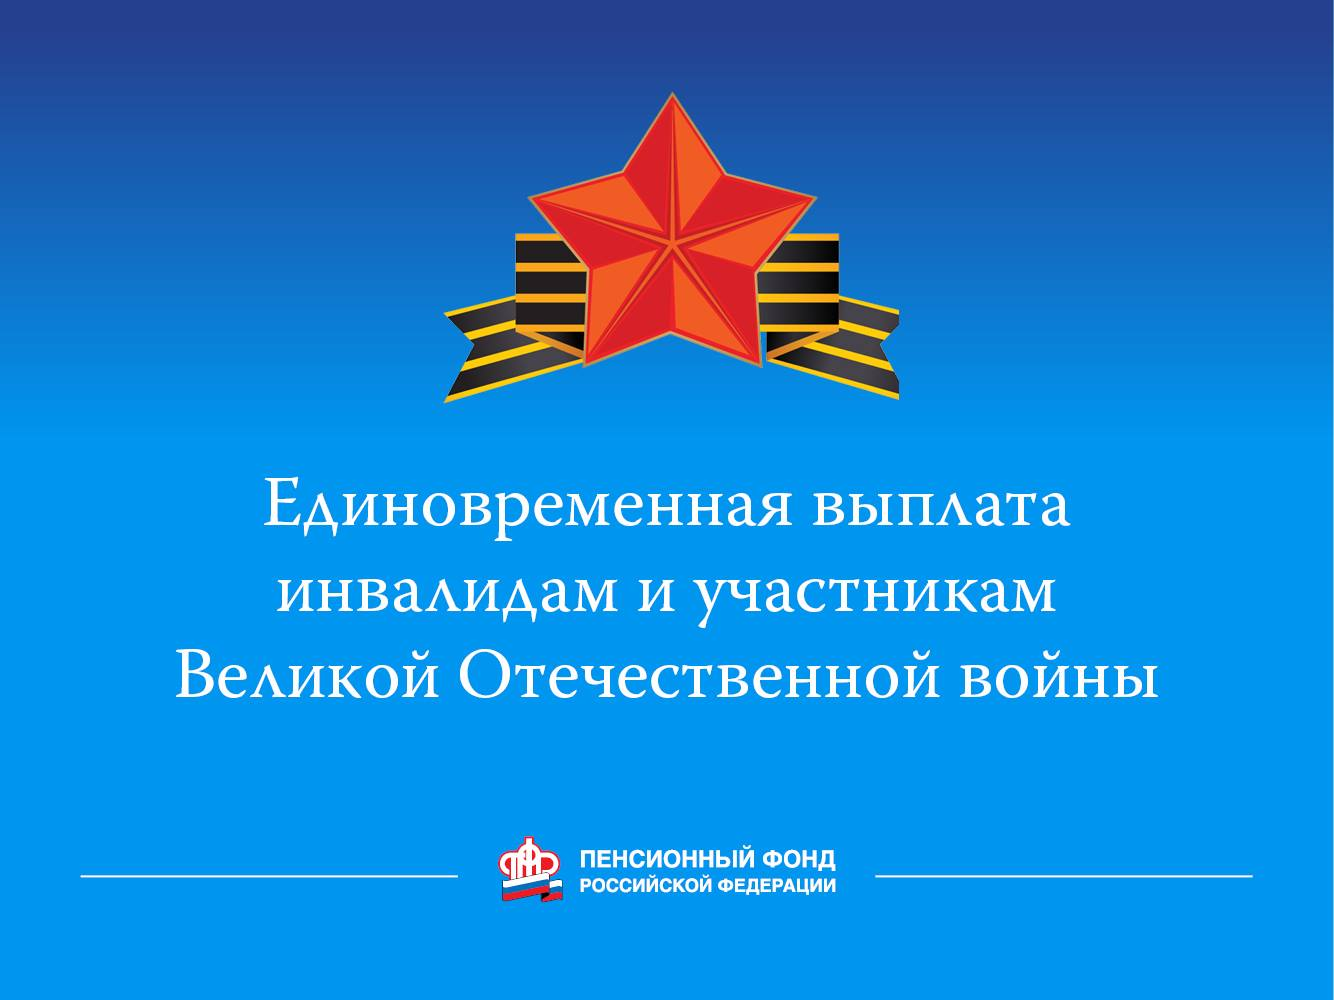 Единовременная выплата
инвалидам и участникам
Великой Отечественной войны
ПЕНСИОННЫЙ ФОНД
РОССИЙСКОЙ ФЕДЕРАЦИИ